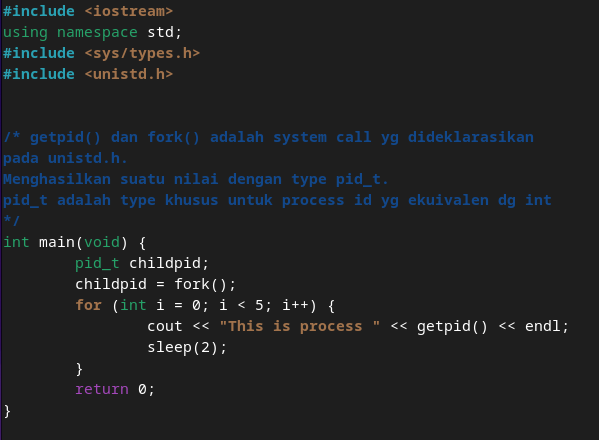 #include <iostream>
using namespace std;
#include <sys/types.h>
#include <unistd.h>
/* getpid() dan fork() adalah system call yg dideklarasikan
pada unistd.h.
Menghasilkan suatu nilai dengan type pid_t.
pid_t adalah type khusus untuk process id yg ekuivalen dg int
*/
int main(void) {
        pid_t childpid;
        childpid = fork();
        for (int i = 0; i < 5; i++) {
                cout << "This is process " << getpid() << endl;
                sleep(2);
        }
        return 0;
}